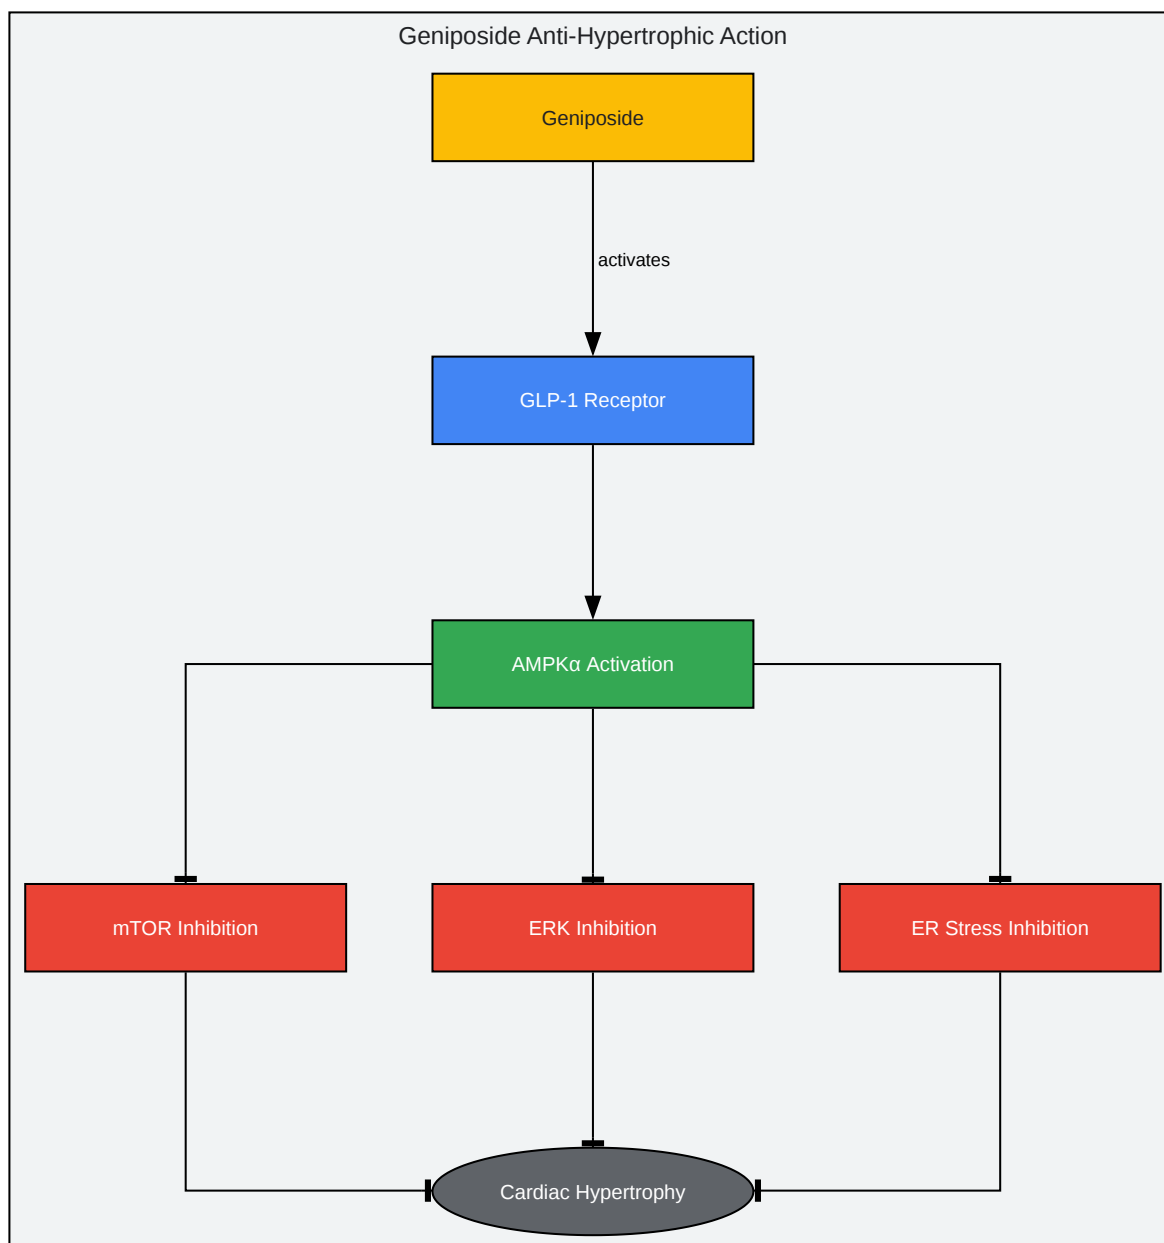 Geniposide Anti-Hypertrophic Action
Geniposide
activates
GLP-1 Receptor
AMPKα Activation
mTOR Inhibition
ERK Inhibition
ER Stress Inhibition
Cardiac Hypertrophy